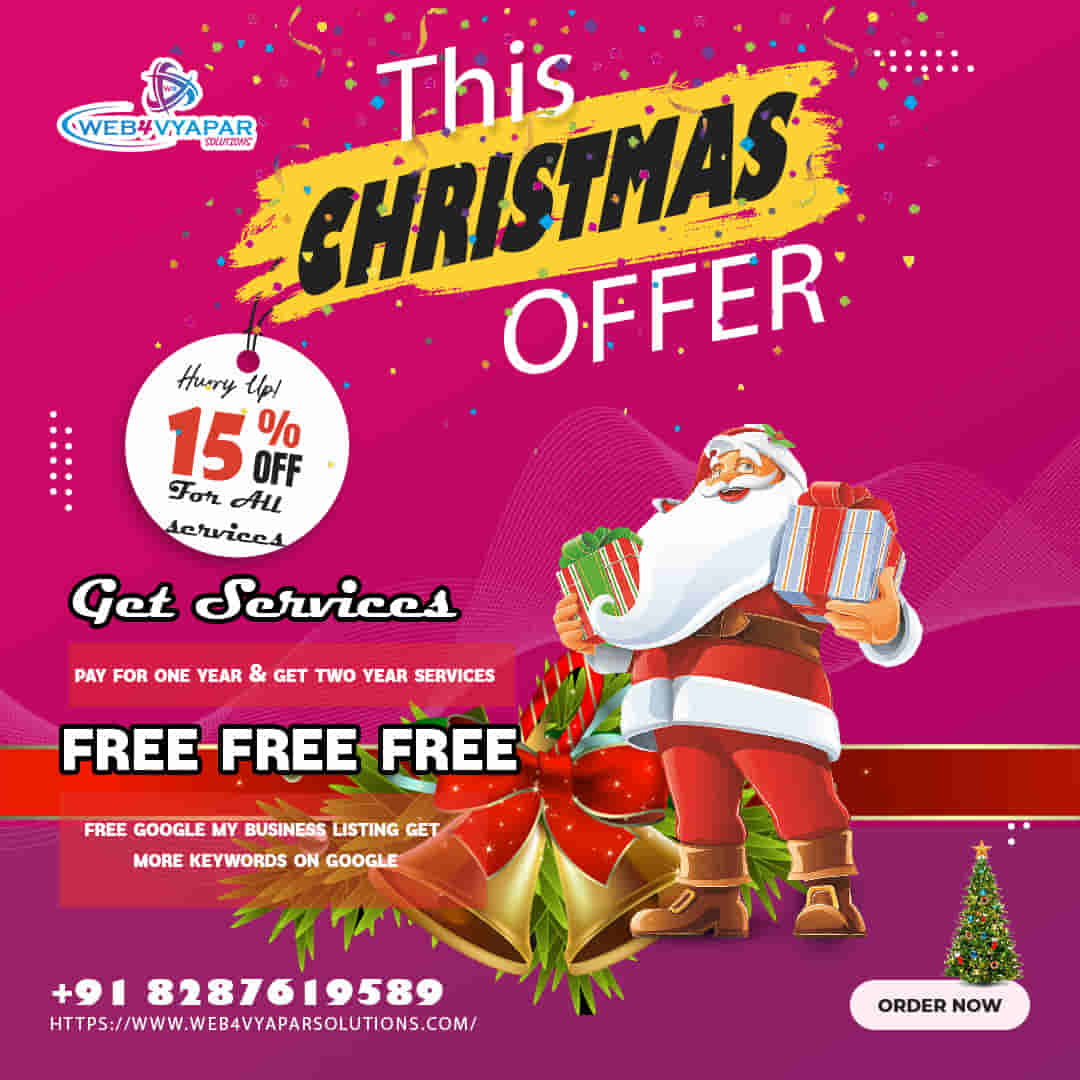 WEB4VYAPAR
SOLUTIONS
This
CHRISTMAS
OFFER
Hurry Up!
15% OFF
For All
services
Get Services
PAY FOR ONE YEAR & GET TWO YEAR SERVICES
FREE FREE FREE
FREE GOOGLE MY BUSINESS LISTING GET
MORE KEYWORDS ON GOOGLE
+91 8287619589
HTTPS://WWW.WEB4VYAPARSOLUTIONS.COM/
ORDER NOW